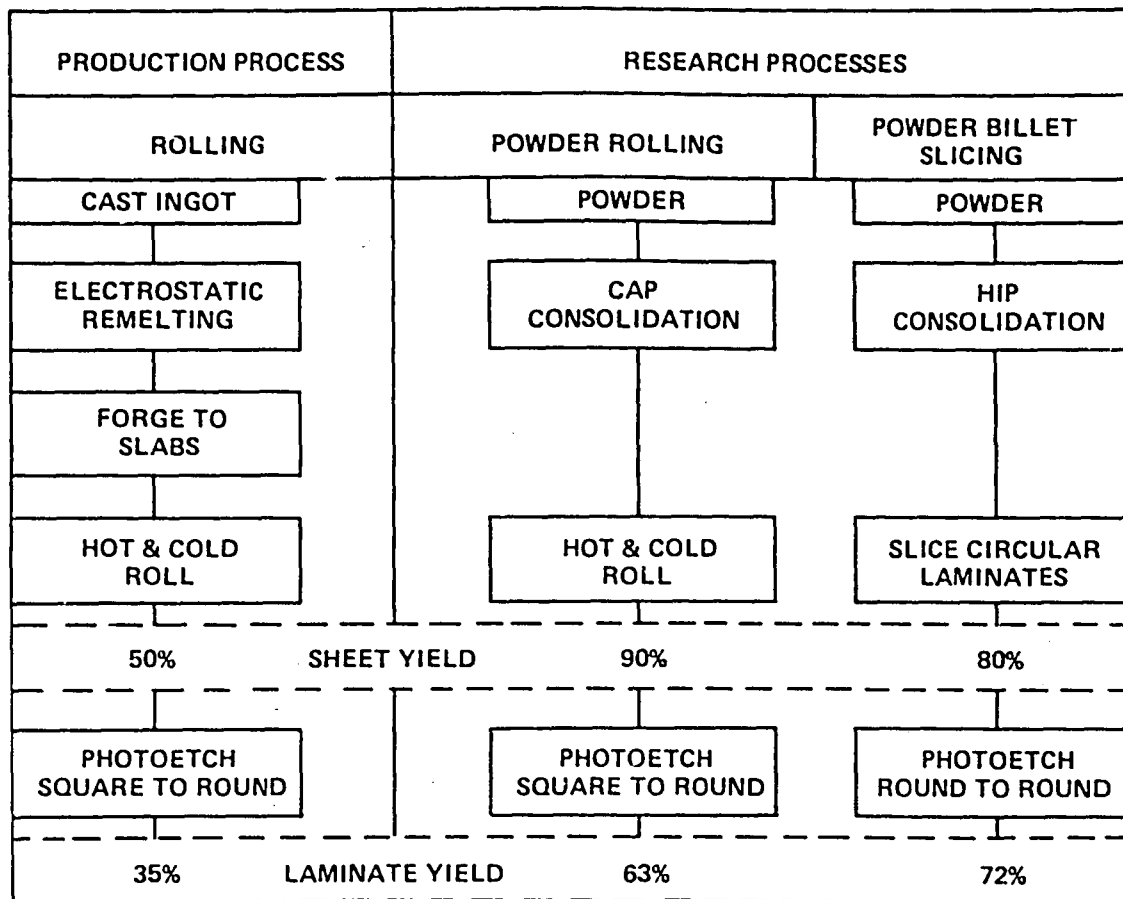 PRODUCTION PROCESS
RESEARCH PROCESSES
ROLLING
POWDER ROLLING
POWDER BILLET
SLICING
CAST INGOT
POWDER
POWDER
ELECTROSTATIC
REMELTING
CAP
CONSOLIDATION
HIP
CONSOLIDATION
FORGE TO
SLABS
HOT & COLD
ROLL
HOT & COLD
ROLL
SLICE CIRCULAR
LAMINATES
50%
SHEET YIELD
90%
80%
PHOTOETCH
SQUARE TO ROUND
PHOTOETCH
SQUARE TO ROUND
PHOTOETCH
ROUND TO ROUND
35%
LAMINATE YIELD
63%
72%